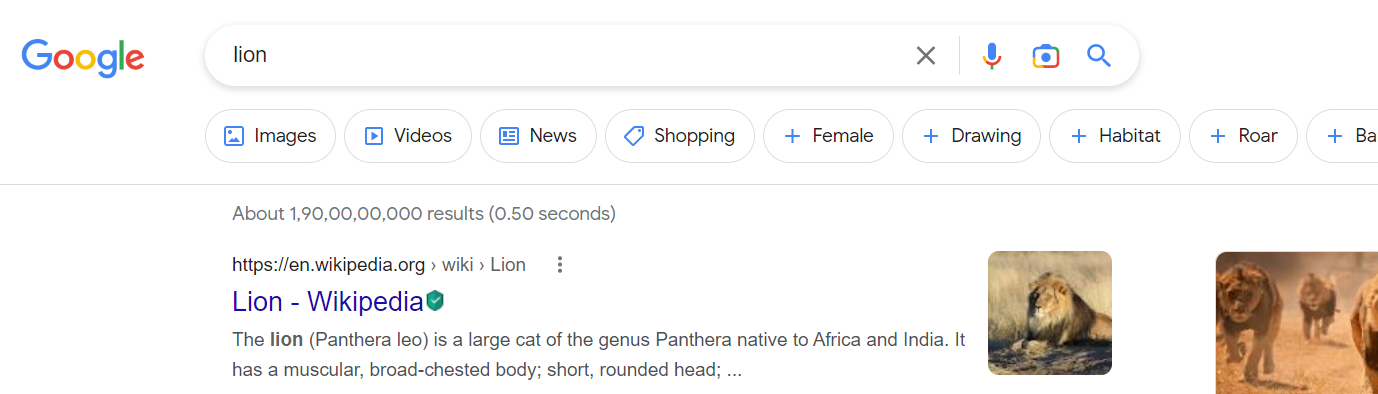 Google
lion
Images Videos News Shopping Female Drawing Habitat Roar Ba
About 1,90,00,00,000 results (0.50 seconds)
https://en.wikipedia.org › wiki › Lion
Lion - Wikipedia
The lion (Panthera leo) is a large cat of the genus Panthera native to Africa and India. It
has a muscular, broad-chested body; short, rounded head; ...